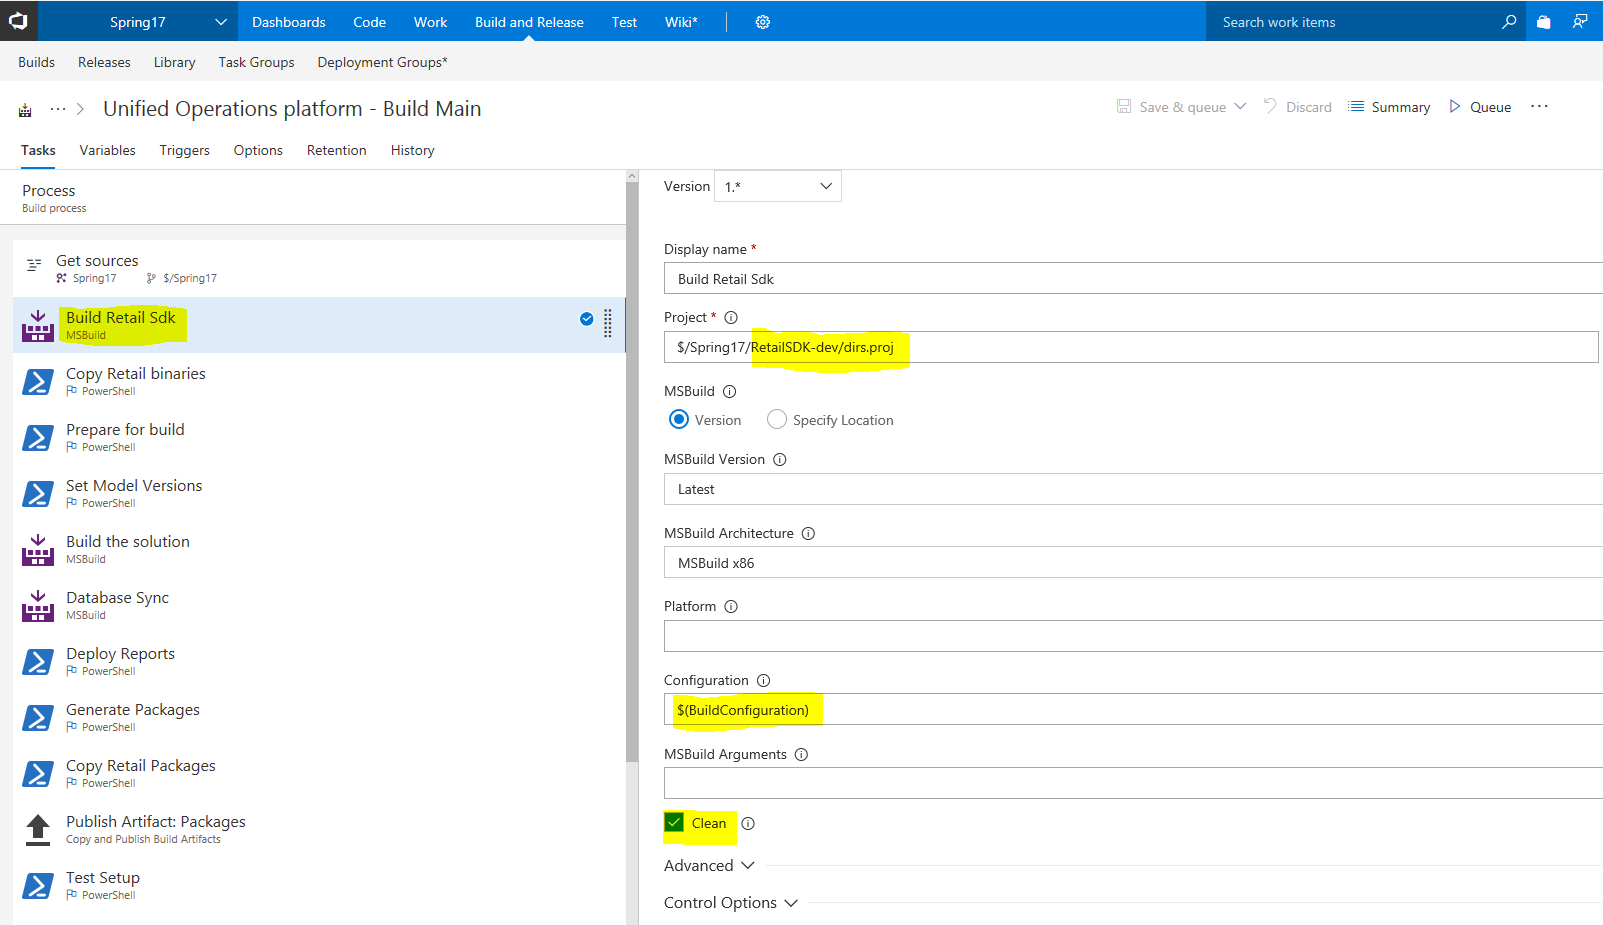 Spring17
Dashboards Code Work Build and Release Test Wiki*
Search work items
Builds Releases Library Task Groups Deployment Groups*
... > Unified Operations platform - Build Main
Save & queue Discard Summary Queue ...
Tasks Variables Triggers Options Retention History
Process
Build process
Get sources
Spring17 $/Spring17
Build Retail Sdk
MSBuild
Copy Retail binaries
PowerShell
Prepare for build
PowerShell
Set Model Versions
PowerShell
Build the solution
MSBuild
Database Sync
MSBuild
Deploy Reports
PowerShell
Generate Packages
PowerShell
Copy Retail Packages
PowerShell
Publish Artifact: Packages
Copy and Publish Build Artifacts
Test Setup
PowerShell
Version 1.*
Display name *
Build Retail Sdk
Project *
$/Spring17/RetailSDK-dev/dirs.proj
MSBuild
Version Specify Location
MSBuild Version
Latest
MSBuild Architecture
MSBuild x86
Platform
Configuration
$(BuildConfiguration)
MSBuild Arguments
Clean
Advanced
Control Options